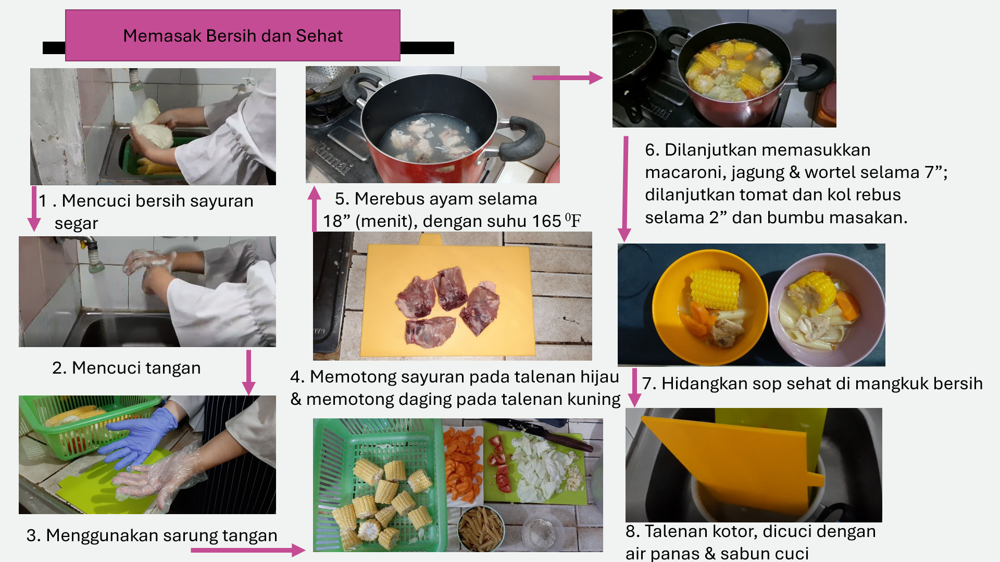 Memasak Bersih dan Sehat
1 . Mencuci bersih sayuran
segar
2. Mencuci tangan
3. Menggunakan sarung tangan
4. Memotong sayuran pada talenan hijau
& memotong daging pada talenan kuning
Rinnai
5. Merebus ayam selama
18” (menit), dengan suhu 165 ⁰F
6. Dilanjutkan memasukkan
macaroni, jagung & wortel selama 7”;
dilanjutkan tomat dan kol rebus
selama 2” dan bumbu masakan.
7. Hidangkan sop sehat di mangkuk bersih
8. Talenan kotor, dicuci dengan
air panas & sabun cuci